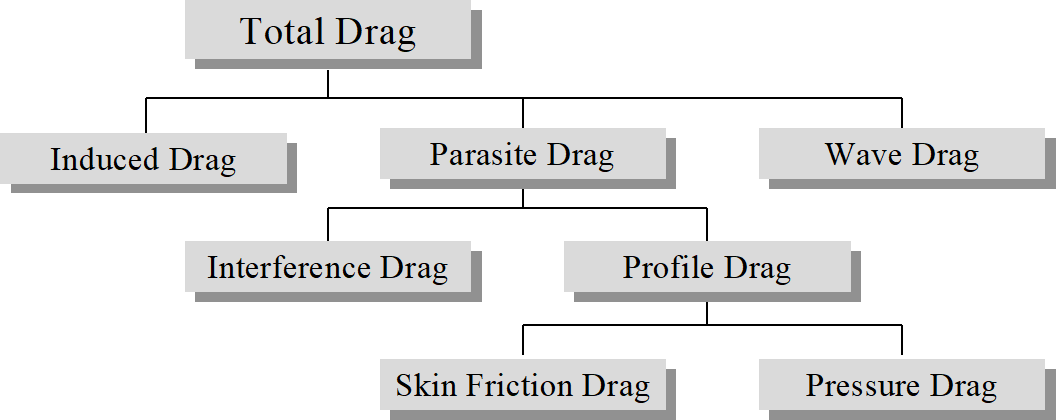 Total Drag
Induced Drag
Parasite Drag
Wave Drag
Interference Drag
Profile Drag
Skin Friction Drag
Pressure Drag